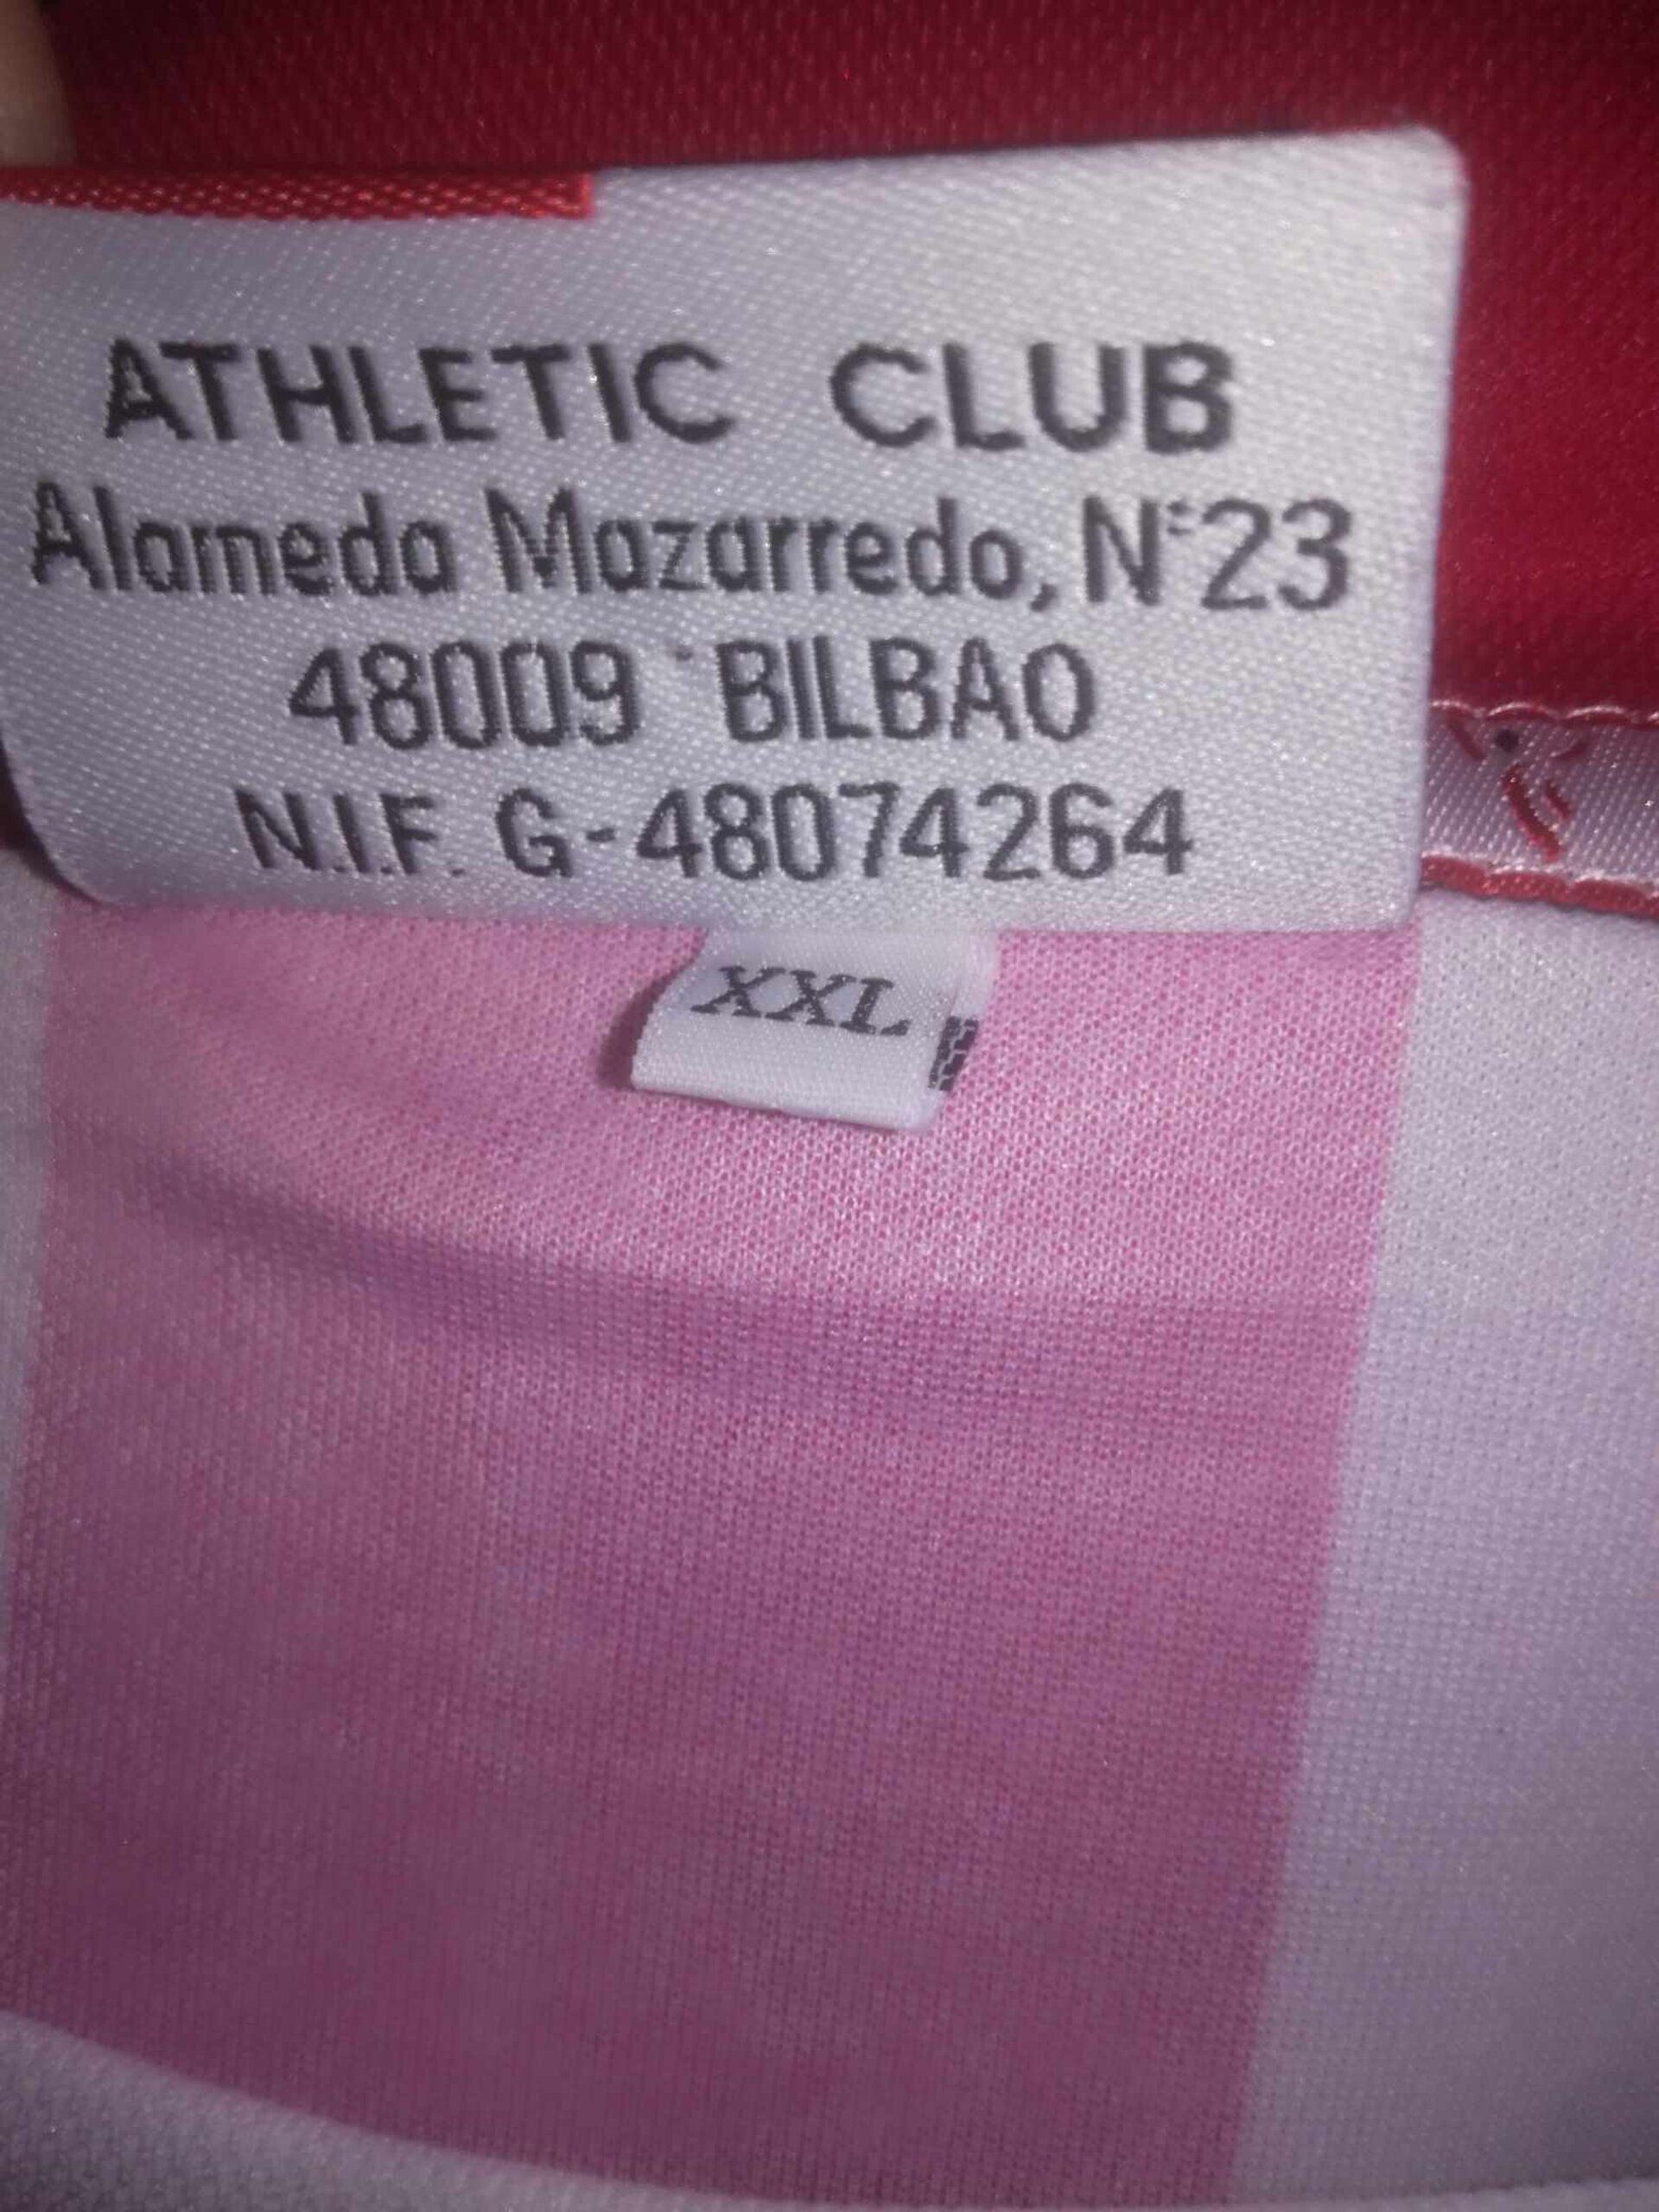 ATHLETIC CLUB
Alameda Mazarredo, Nº23
48009 BILBAO
N.I.F. G-48074264
XXL